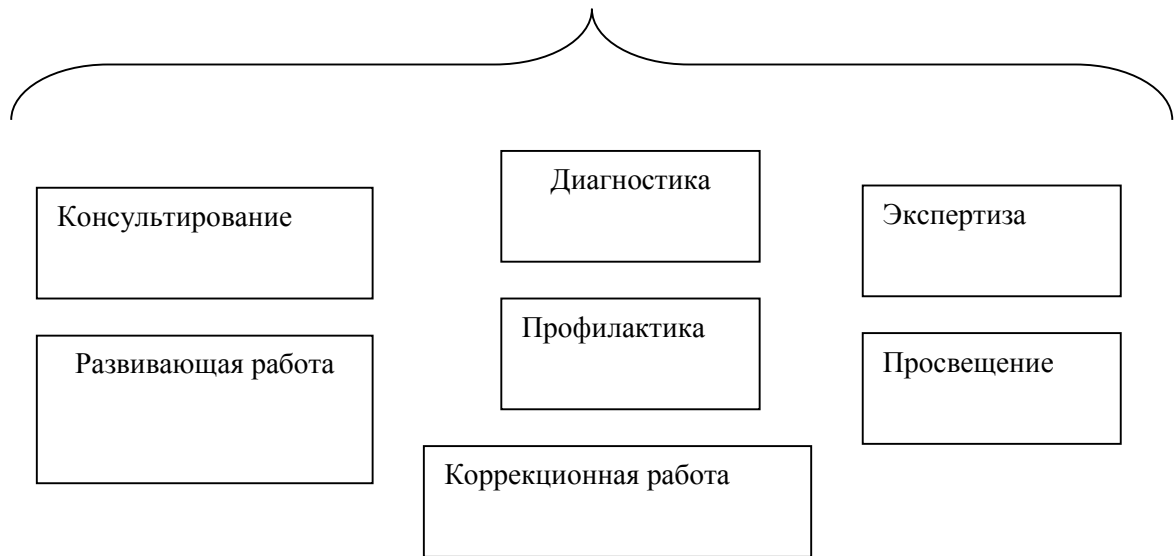 Диагностика
Консультирование
Экспертиза
Профилактика
Развивающая работа
Просвещение
Коррекционная работа